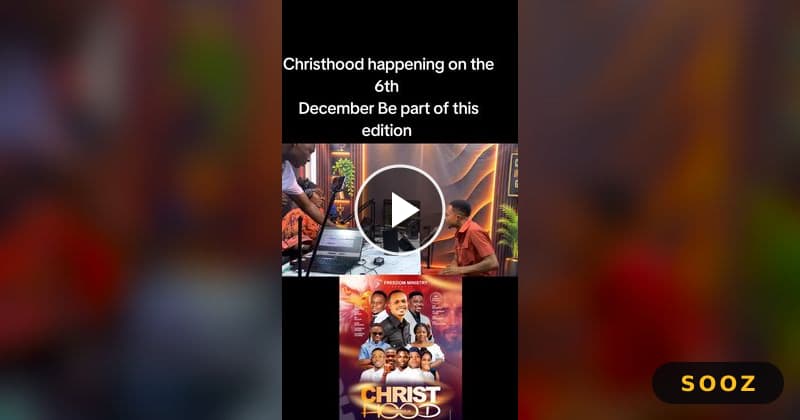 Christhood happening on the
6th
December Be part of this
edition
FREEDOM MINISTRY
CHRIST
HOOD
SOOZ